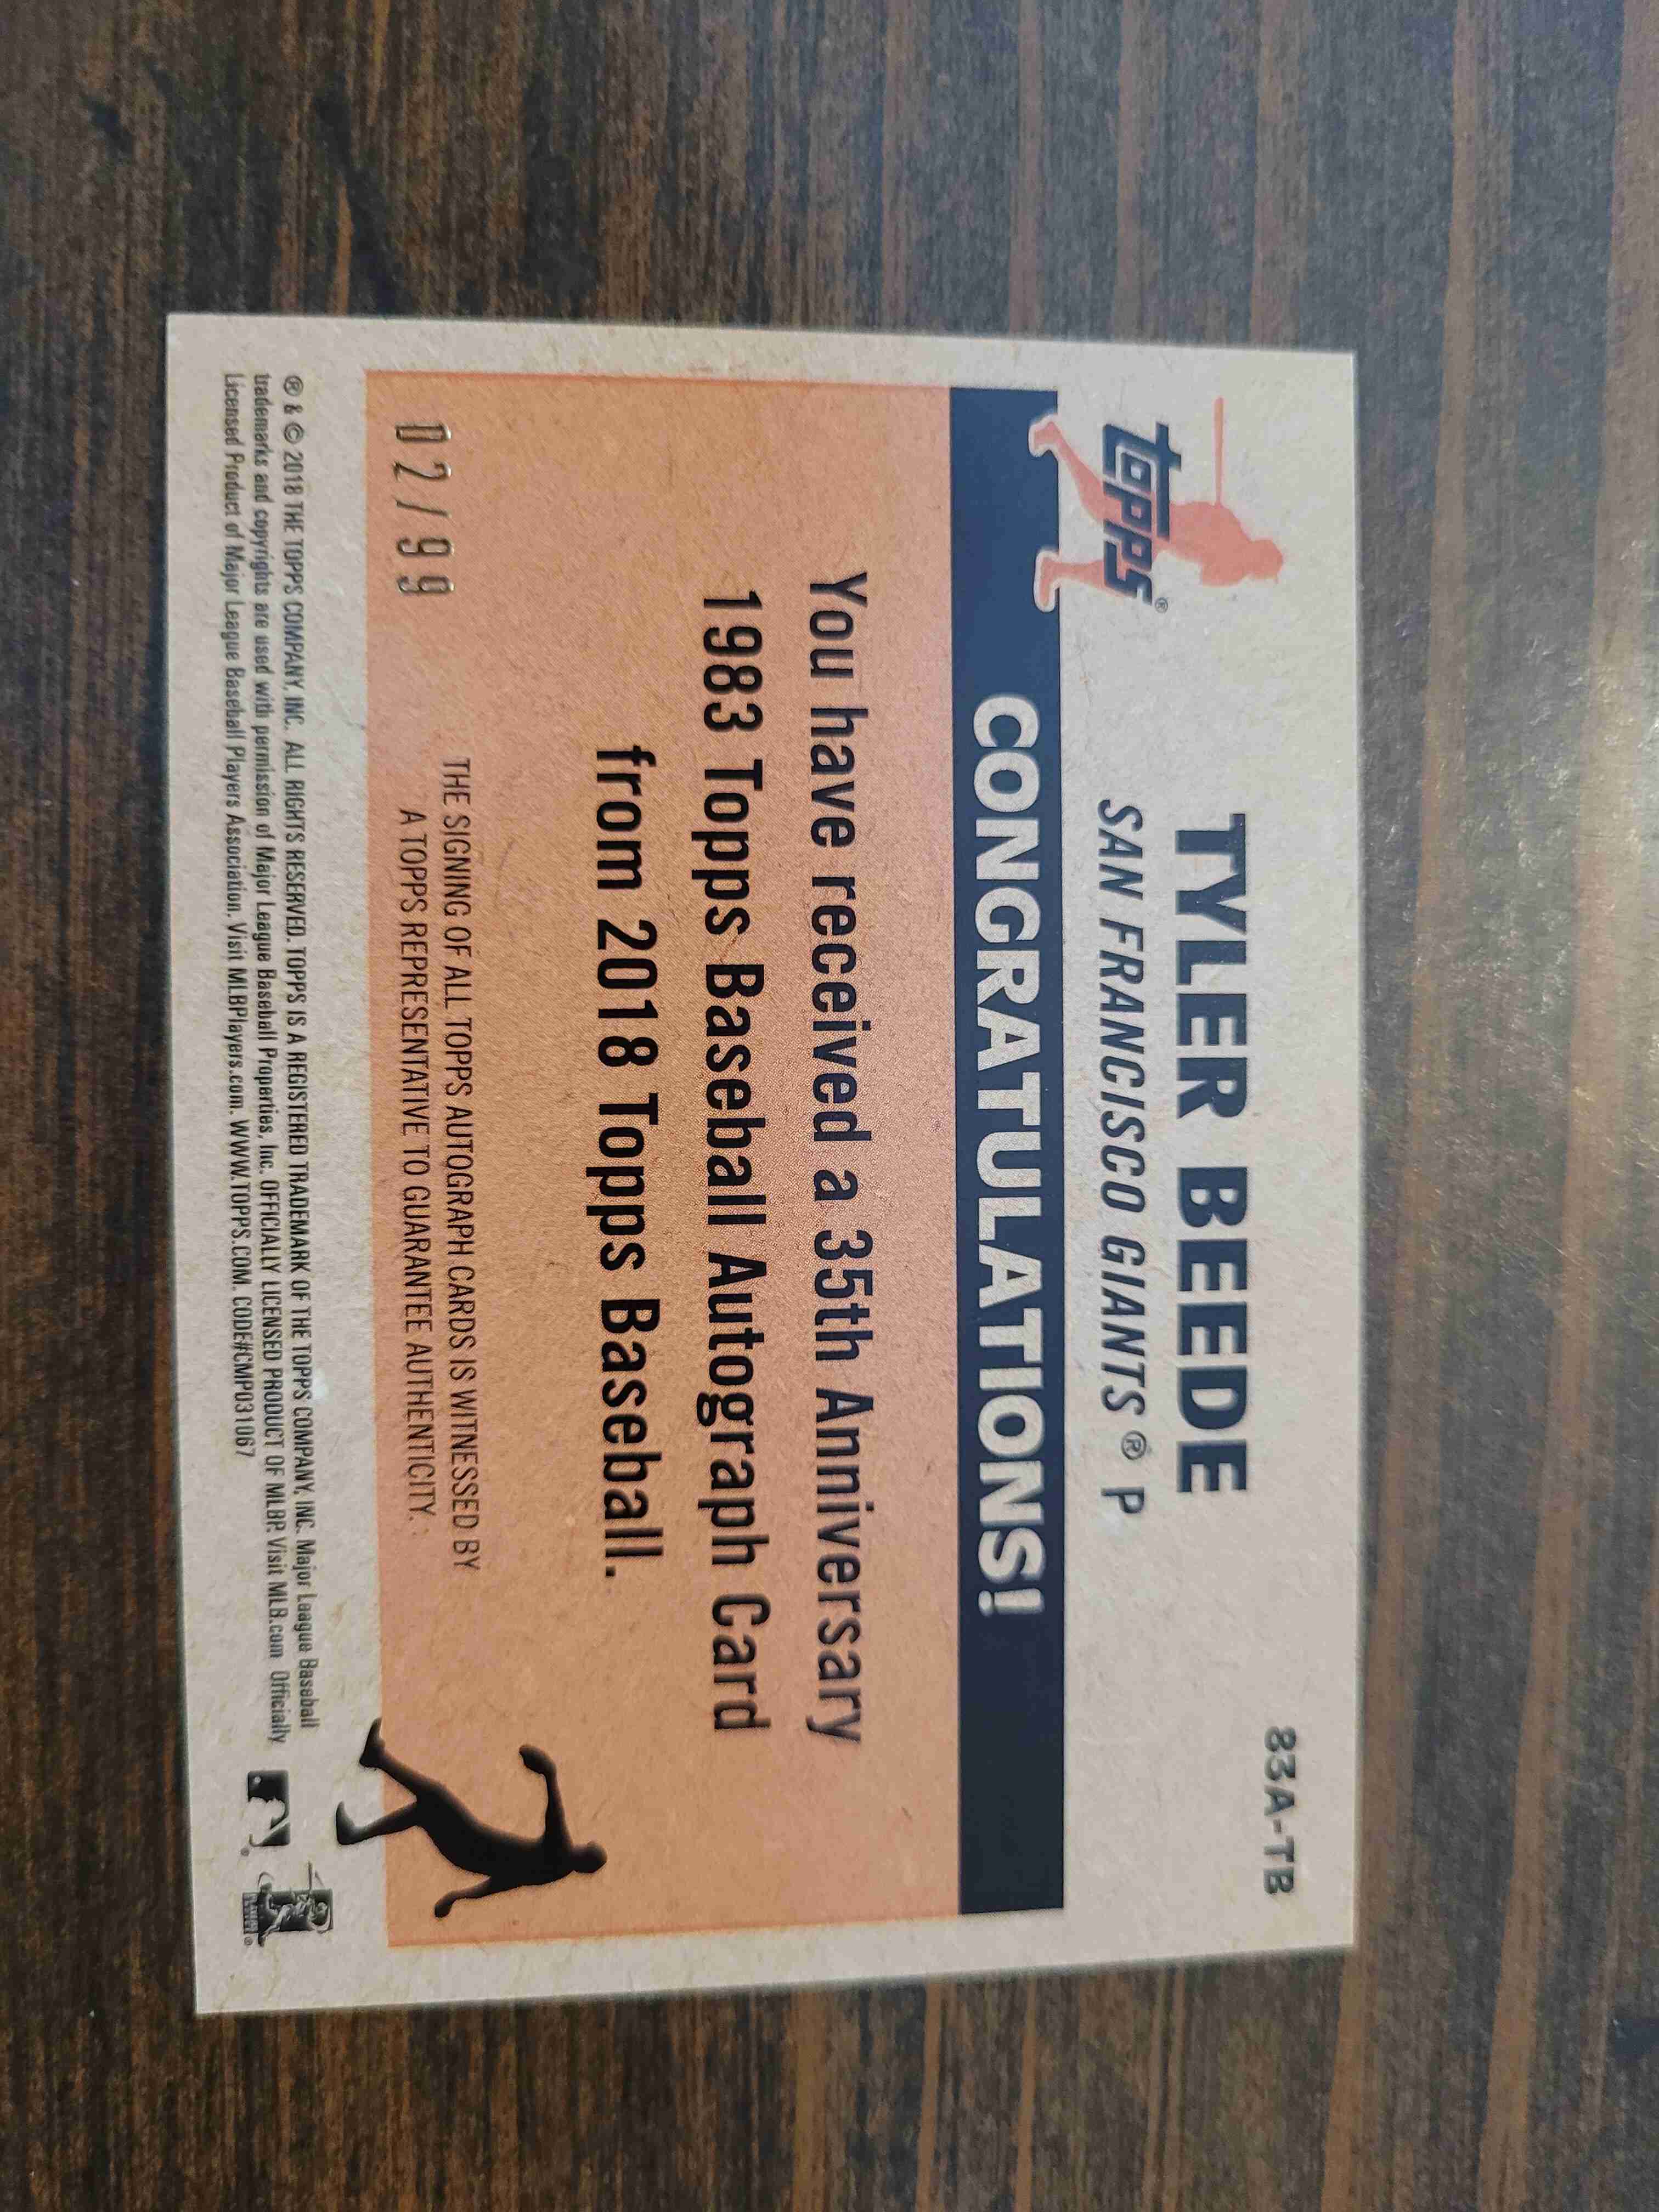 83A-TB
TYLER BEEDE
SAN FRANCISCO GIANTS® P
topps®
CONGRATULATIONS!
You have received a 35th Anniversary
1983 Topps Baseball Autograph Card
from 2018 Topps Baseball.
THE SIGNING OF ALL TOPPS AUTOGRAPH CARDS IS WITNESSED BY
A TOPPS REPRESENTATIVE TO GUARANTEE AUTHENTICITY.
02/99
® & © 2018 THE TOPPS COMPANY, INC. ALL RIGHTS RESERVED. TOPPS IS A REGISTERED TRADEMARK OF THE TOPPS COMPANY, INC. Major League Baseball
trademarks and copyrights are used with permission of Major League Baseball Properties, Inc. OFFICIALLY LICENSED PRODUCT OF MLBP. Visit MLB.com Officially
Licensed Product of Major League Baseball Players Association. Visit MLBPlayers.com. WWW.TOPPS.COM. CODE#CMP031067